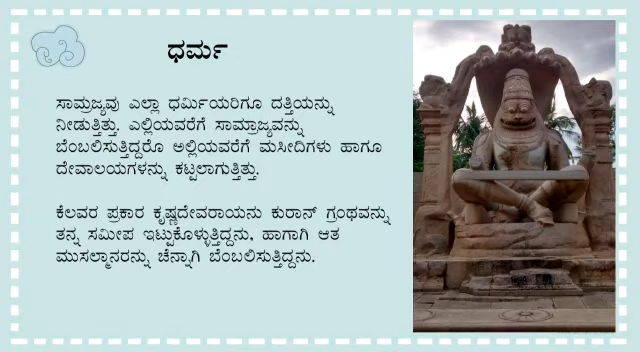 ಧರ್ಮ
ಸಾಮ್ರಜ್ಯವು ಎಲ್ಲಾ ಧರ್ಮಿಯರಿಗೂ ದತ್ತಿಯನ್ನು
ನೀಡುತ್ತಿತ್ತು. ಎಲ್ಲಿಯವರೆಗೆ ಸಾಮ್ರಾಜ್ಯವನ್ನು
ಬೆಂಬಲಿಸುತ್ತಿದ್ದರೊ ಅಲ್ಲಿಯವರೆಗೆ ಮಸೀದಿಗಳು ಹಾಗೂ
ದೇವಾಲಯಗಳನ್ನು ಕಟ್ಟಲಾಗುತ್ತಿತ್ತು.
ಕೆಲವರ ಪ್ರಕಾರ ಕೃಷ್ಣದೇವರಾಯನು ಕುರಾನ್ ಗ್ರಂಥವನ್ನು
ತನ್ನ ಸಮೀಪ ಇಟ್ಟುಕೊಳ್ಳುತ್ತಿದ್ದನು, ಹಾಗಾಗಿ ಆತ
ಮುಸಲ್ಮಾನರನ್ನು ಚೆನ್ನಾಗಿ ಬೆಂಬಲಿಸುತ್ತಿದ್ದನು.